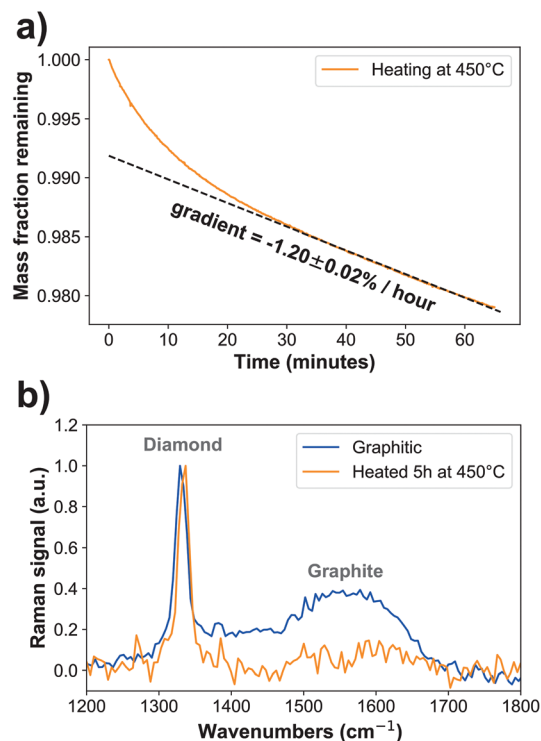 a)
1.000
0.995
0.990
0.985
0.980
Mass fraction remaining
Heating at 450°C
gradient = -1.20±0.02% / hour
0
10
20
30
40
50
60
Time (minutes)
b)
1.2
1.0
0.8
0.6
0.4
0.2
0.0
Raman signal (a.u.)
Diamond
Graphitic
Heated 5h at 450°C
Graphite
1200
1300
1400
1500
1600
1700
1800
Wavenumbers (cm⁻¹)